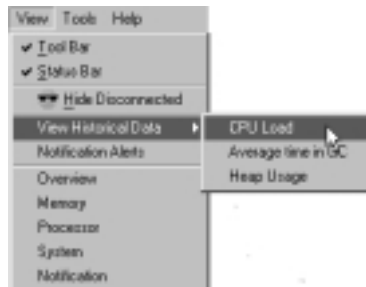 View Tools Help
Tool Bar
Status Bar
Hide Disconnected
View Historical Data
Notification Alerts
Overview
Memory
Processor
System
Notification
CPU Load
Average time in GC
Heap Usage